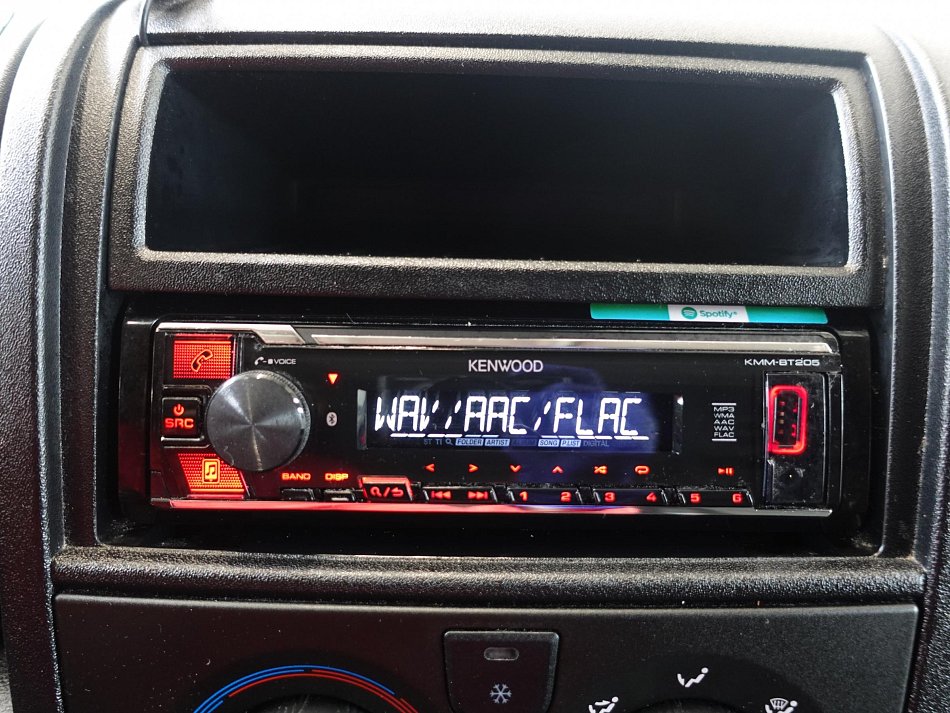 Spotify®
VOICE
KENWOOD
KMM-BT205
WAV/AAC/FLAC
MP3
WMA
AAC
WAV
FLAC
SRC
ST TI FOLDER ARTIST SONG P.LIST DIGITAL
BAND DISP
1 2 3 4 5 6